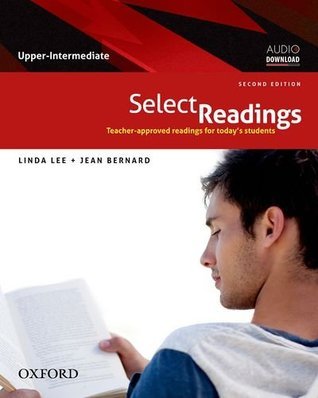 Upper-Intermediate
AUDIO
DOWNLOAD
SECOND EDITION
Select Readings
Teacher-approved readings for today's students
LINDA LEE + JEAN BERNARD
OXFORD